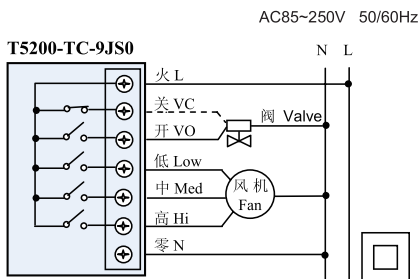 AC85~250V 50/60Hz
T5200-TC-9JS0
N L
火 L
关 VC
阀 Valve
开 VO
低 Low
中 Med
风机
Fan
高 Hi
零 N